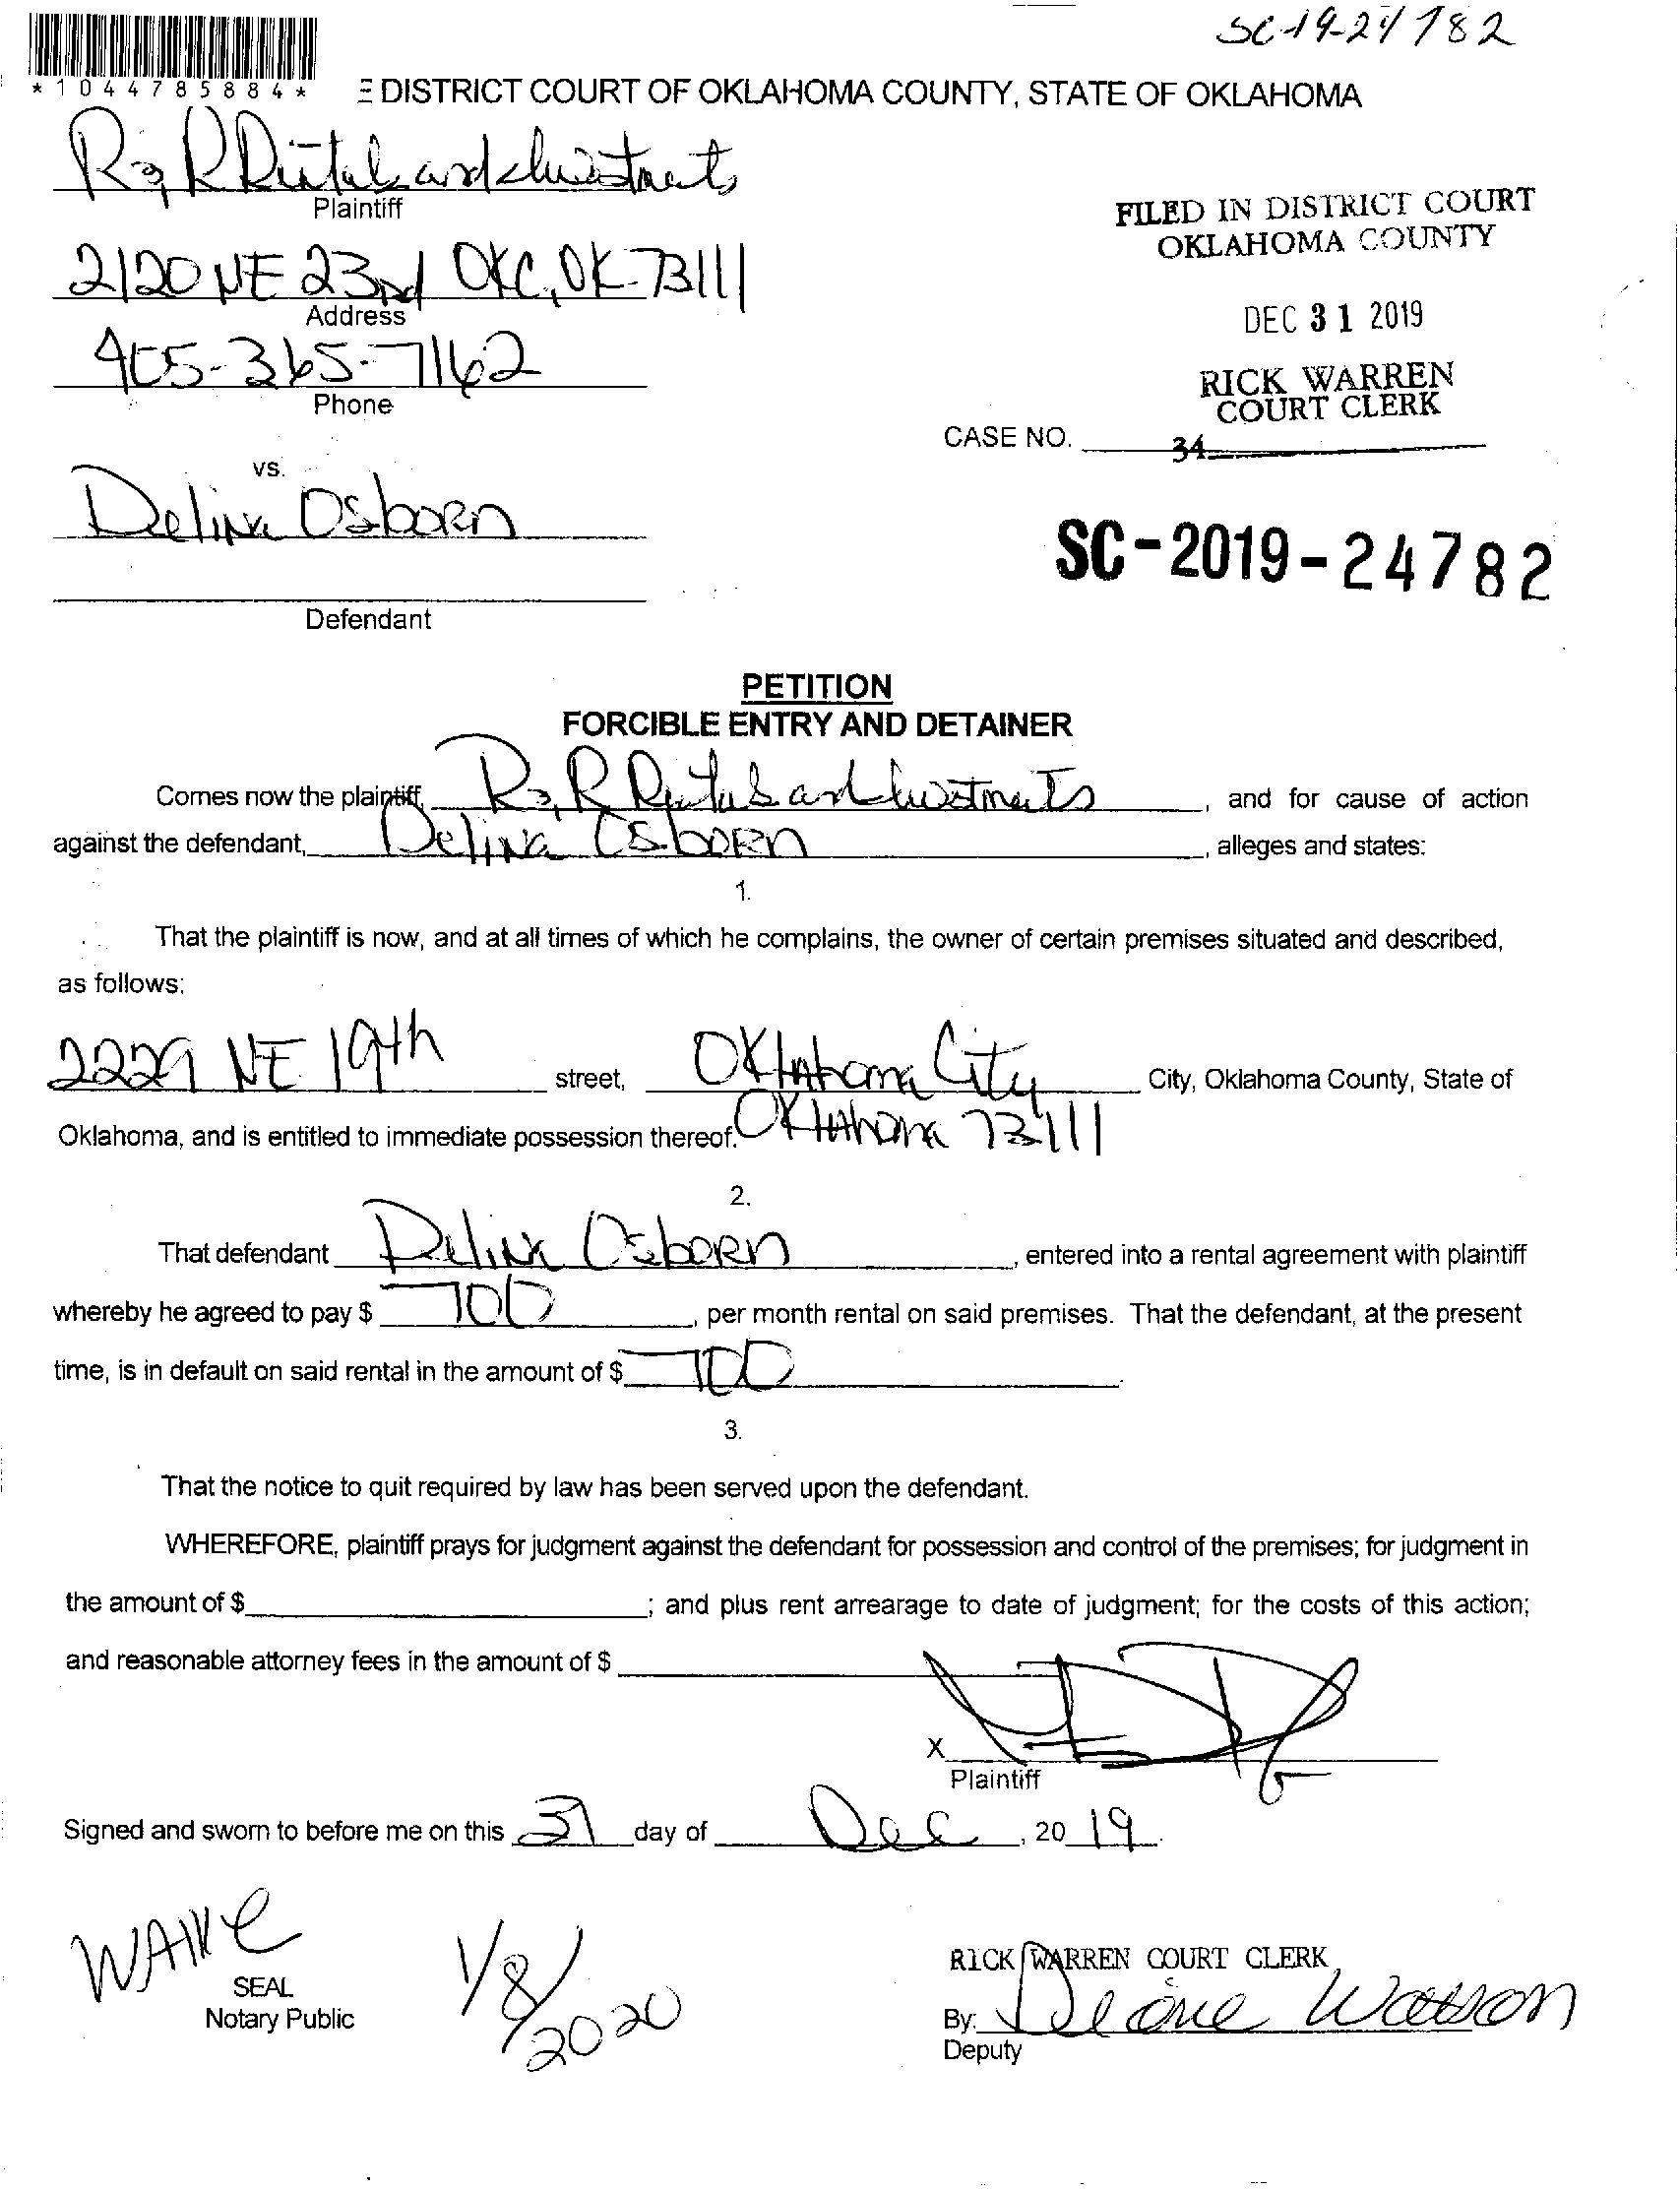 SC-19-24782
*1044785884*
DISTRICT COURT OF OKLAHOMA COUNTY, STATE OF OKLAHOMA
R & R Rentals and Investments
Plaintiff
2120 NE 23rd OKC, OK 73111
Address
405-365-7162
Phone
vs.
Delina Osborn
Defendant
FILED IN DISTRICT COURT
OKLAHOMA COUNTY
DEC 31 2019
RICK WARREN
COURT CLERK
CASE NO.
34
SC-2019-24782
PETITION
FORCIBLE ENTRY AND DETAINER
Comes now the plaintiff, R & R Rentals and Investments, and for cause of action
against the defendant, Delina Osborn, alleges and states:
1.
That the plaintiff is now, and at all times of which he complains, the owner of certain premises situated and described,
as follows:
2229 NE 19th street, Oklahoma City City, Oklahoma County, State of
Oklahoma, and is entitled to immediate possession thereof. Oklahoma 73111
2.
That defendant Delina Osborn, entered into a rental agreement with plaintiff
whereby he agreed to pay $ 700, per month rental on said premises. That the defendant, at the present
time, is in default on said rental in the amount of $ 700
3.
That the notice to quit required by law has been served upon the defendant.
WHEREFORE, plaintiff prays for judgment against the defendant for possession and control of the premises; for judgment in
the amount of $; and plus rent arrearage to date of judgment; for the costs of this action;
and reasonable attorney fees in the amount of $
X
Plaintiff
Signed and sworn to before me on this 31 day of Dec, 20 19.
WAIVE
1/8/2020
SEAL
Notary Public
RICK WARREN COURT CLERK
By: Diane Watson
Deputy